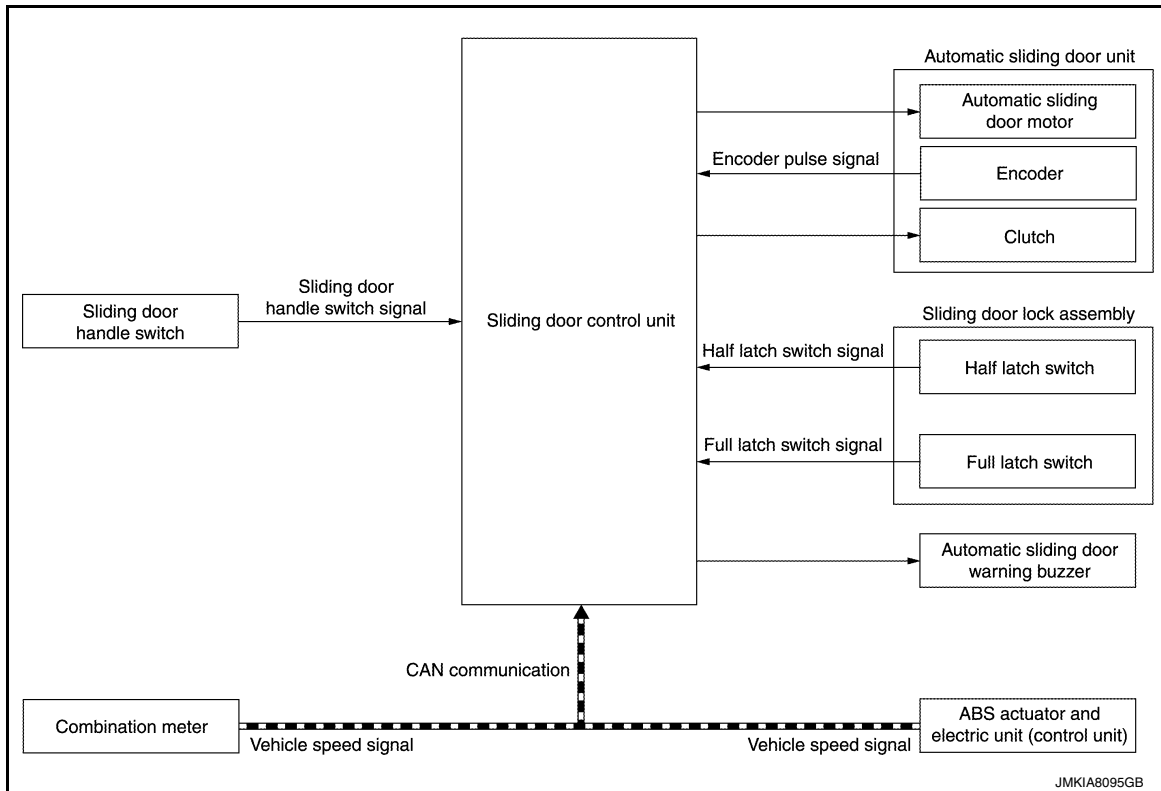 Automatic sliding door unit
Automatic sliding
door motor
Encoder pulse signal
Encoder
Clutch
Sliding door
handle switch signal
Sliding door
handle switch
Sliding door control unit
Sliding door lock assembly
Half latch switch signal
Half latch switch
Full latch switch signal
Full latch switch
Automatic sliding door
warning buzzer
CAN communication
Combination meter
Vehicle speed signal
Vehicle speed signal
ABS actuator and
electric unit (control unit)
JMKIA8095GB